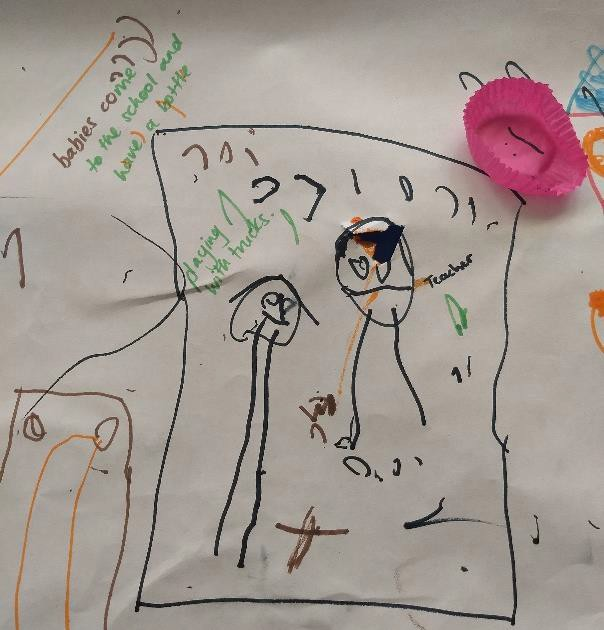 babies come
to the school and
have) a bottle
playing
with trucks.
Teacher